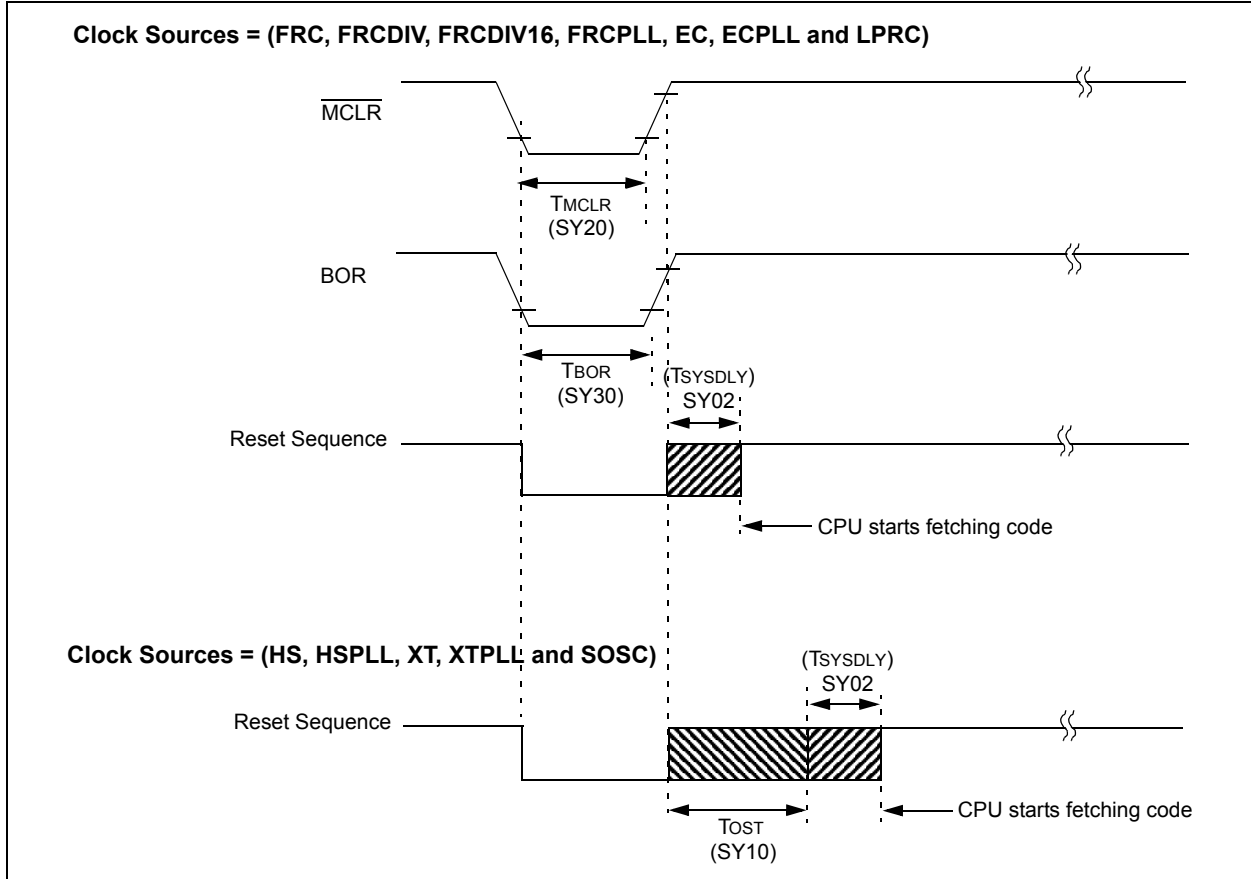 Clock Sources = (FRC, FRCDIV, FRCDIV16, FRCPLL, EC, ECPLL and LPRC)
MCLR
TMCLR
(SY20)
BOR
TBOR
(SY30)
(TSYSDLY)
SY02
Reset Sequence
CPU starts fetching code
Clock Sources = (HS, HSPLL, XT, XTPLL and SOSC)
(TSYSDLY)
SY02
Reset Sequence
CPU starts fetching code
TOST
(SY10)